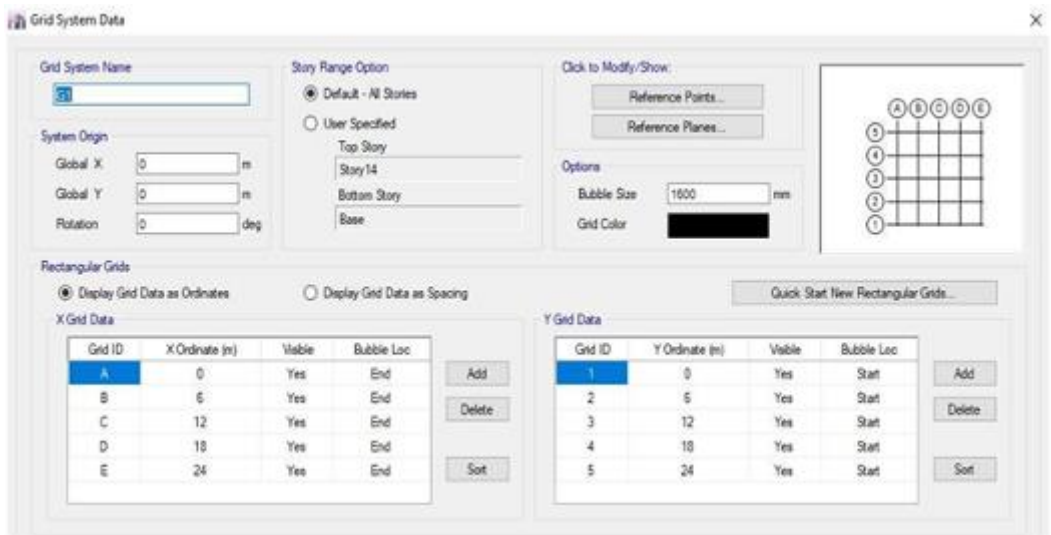 Grid System Data
Grid System Name
G1
System Origin
Global X 0 m
Global Y 0 m
Rotation 0 deg
Story Range Option
Default - All Stories
User Specified
Top Story
Story14
Bottom Story
Base
Click to Modify/Show:
Reference Points...
Reference Planes...
Options
Bubble Size 1600 mm
Grid Color
A B C D E
5
4
3
2
1
Rectangular Grids
Display Grid Data as Ordinates Display Grid Data as Spacing
Quick Start New Rectangular Grids...
X Grid Data
Grid ID X Ordinate (m) Visible Bubble Loc
A 0 Yes End
B 6 Yes End
C 12 Yes End
D 18 Yes End
E 24 Yes End
Add
Delete
Sort
Y Grid Data
Grid ID Y Ordinate (m) Visible Bubble Loc
1 0 Yes Start
2 6 Yes Start
3 12 Yes Start
4 18 Yes Start
5 24 Yes Start
Add
Delete
Sort